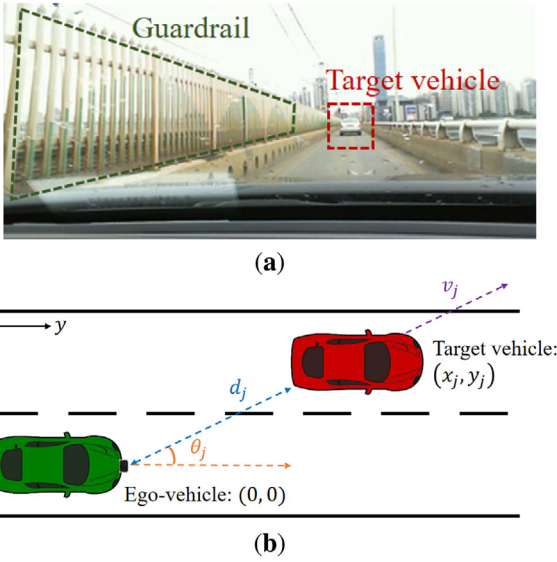 Guardrail
Target vehicle
(a)
v_j
y
Target vehicle:
(x_j, y_j)
d_j
θ_j
Ego-vehicle: (0, 0)
(b)